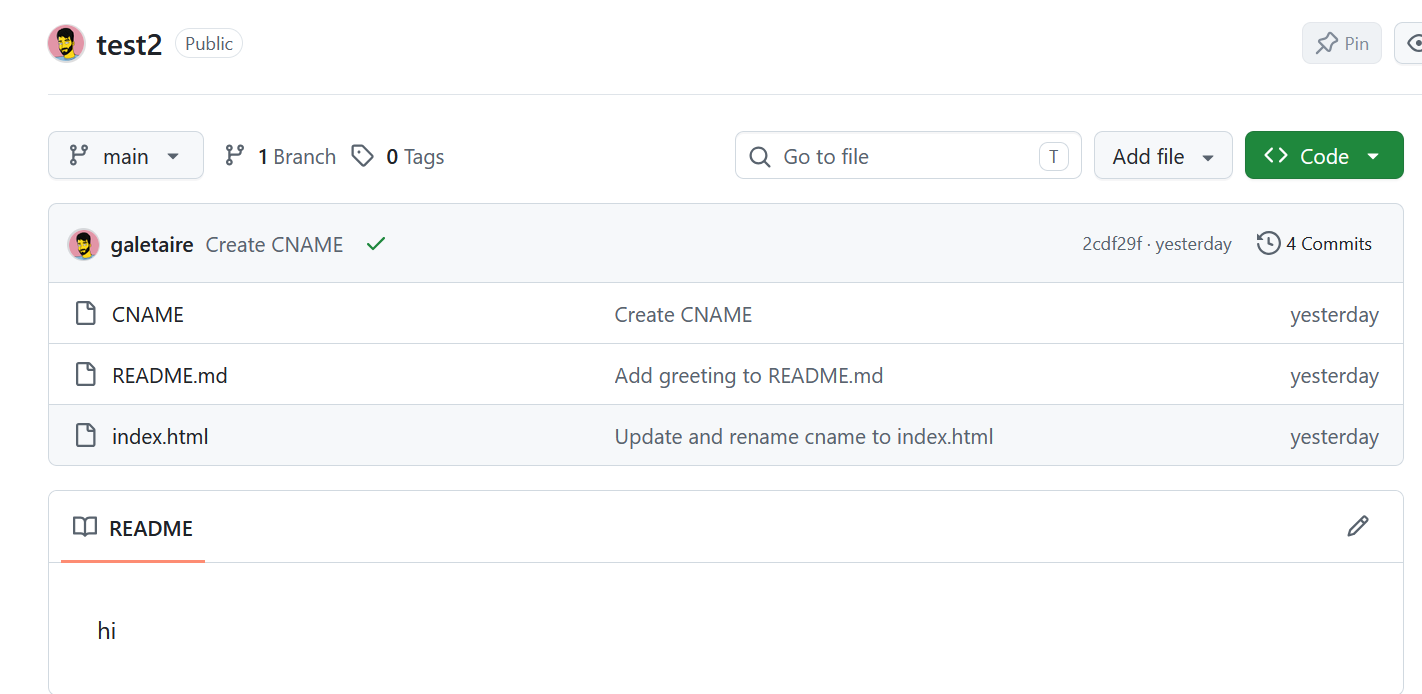 test2 Public Pin
main 1 Branch 0 Tags Go to file T Add file Code
galetaire Create CNAME 2cdf29f · yesterday 4 Commits
CNAME Create CNAME yesterday
README.md Add greeting to README.md yesterday
index.html Update and rename cname to index.html yesterday
README
hi